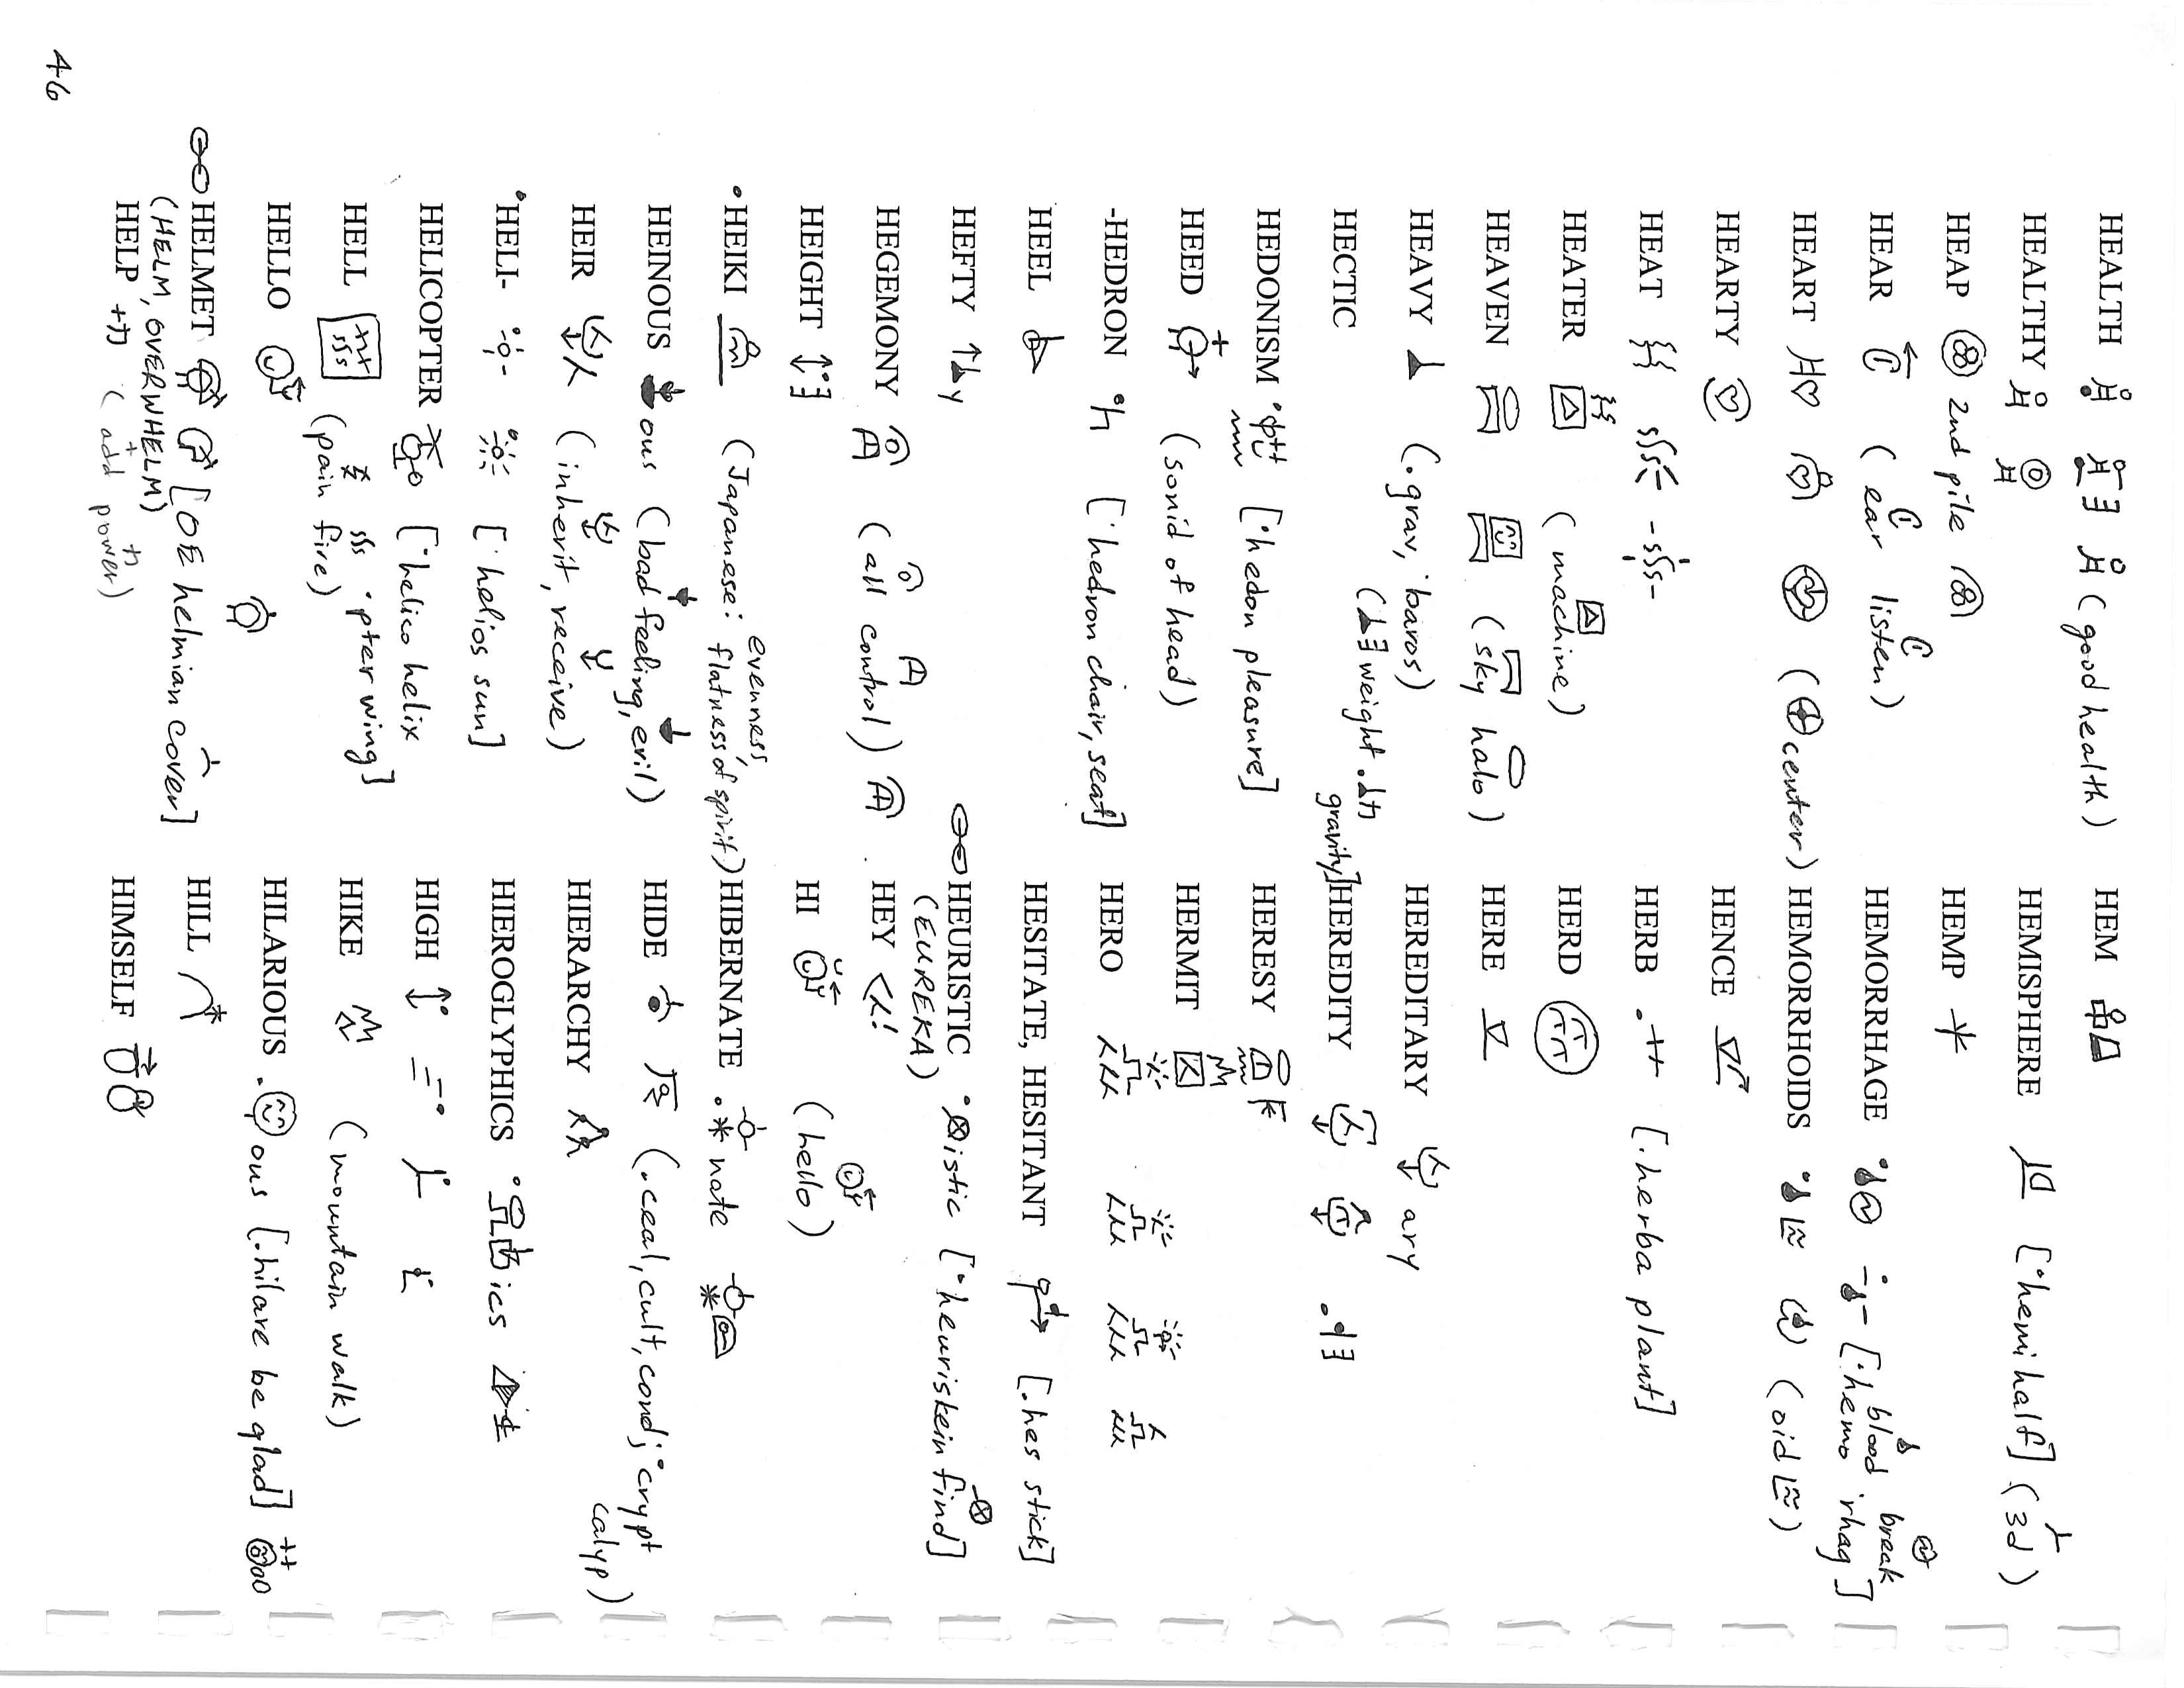 HEALTH (good health)
HEALTHY
HEAP 2nd pile
HEAR (ear listen)
HEART (center)
HEARTY
HEAT
HEATER (machine)
HEAVEN (sky halo)
HEAVY (.grav, ˙baros)
(weight . gravity]
HECTIC
HEDONISM [˙hedon pleasure]
HEED (sonid of head)
-HEDRON ˙h [˙hedron chair, seat]
HEEL
HEFTY y
HEGEMONY (all control)
HEIGHT
•HEIKI (Japanese: evenness, flatness of spirit)
HEINOUS ous (bad feeling, evil)
HEIR (inherit, receive)
˙HELI- [˙helios sun]
HELICOPTER [˙helico helix
˙pter wing]
HELL (pain fire)
HELLO
HELMET [OE helmian cover]
(HELM, OVERWHELM)
HELP (add power)
HEM
HEMISPHERE [˙hemi half] (3d)
HEMP
HEMORRHAGE [˙hemo blood ˙rhag break]
HEMORRHOIDS (oid)
HENCE
HERB [.herba plant]
HERD
HERE
HEREDITARY ary
HEREDITY
HERESY
HERMIT
HERO
HESITATE, HESITANT [.hes stick]
HEURISTIC istic [˙heuriskein find]
(EUREKA)
HEY !
HI (hello)
HIBERNATE nate
HIDE (.ceal, cult, cond; ˙crypt
calyp)
HIERARCHY
HIEROGLYPHICS ics
HIGH
HIKE (mountain walk)
HILARIOUS ous [.hilare be glad]
HILL
HIMSELF
46